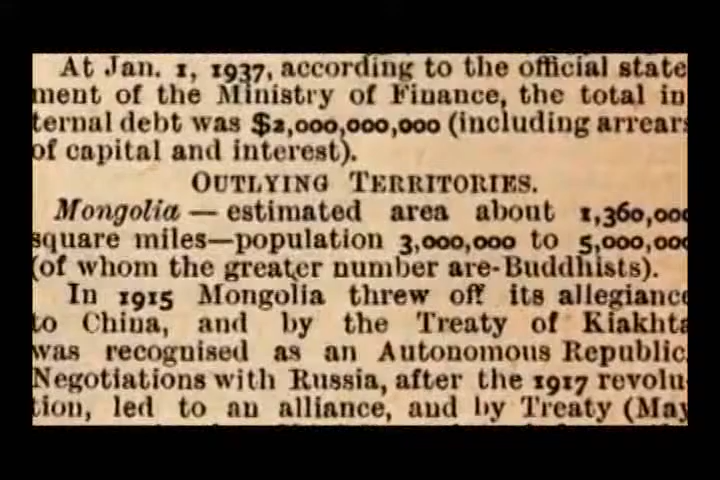 At Jan. 1, 1937, according to the official state
ment of the Ministry of Finance, the total in
ternal debt was $2,000,000,000 (including arrears
of capital and interest).
OUTLYING TERRITORIES.
Mongolia — estimated area about 1,360,000
square miles—population 3,000,000 to 5,000,000
(of whom the greater number are-Buddhists).
In 1915 Mongolia threw off its allegiance
to China, and by the Treaty of Kiakhta
was recognised as an Autonomous Republic.
Negotiations with Russia, after the 1917 revolu
tion, led to an alliance, and by Treaty (May